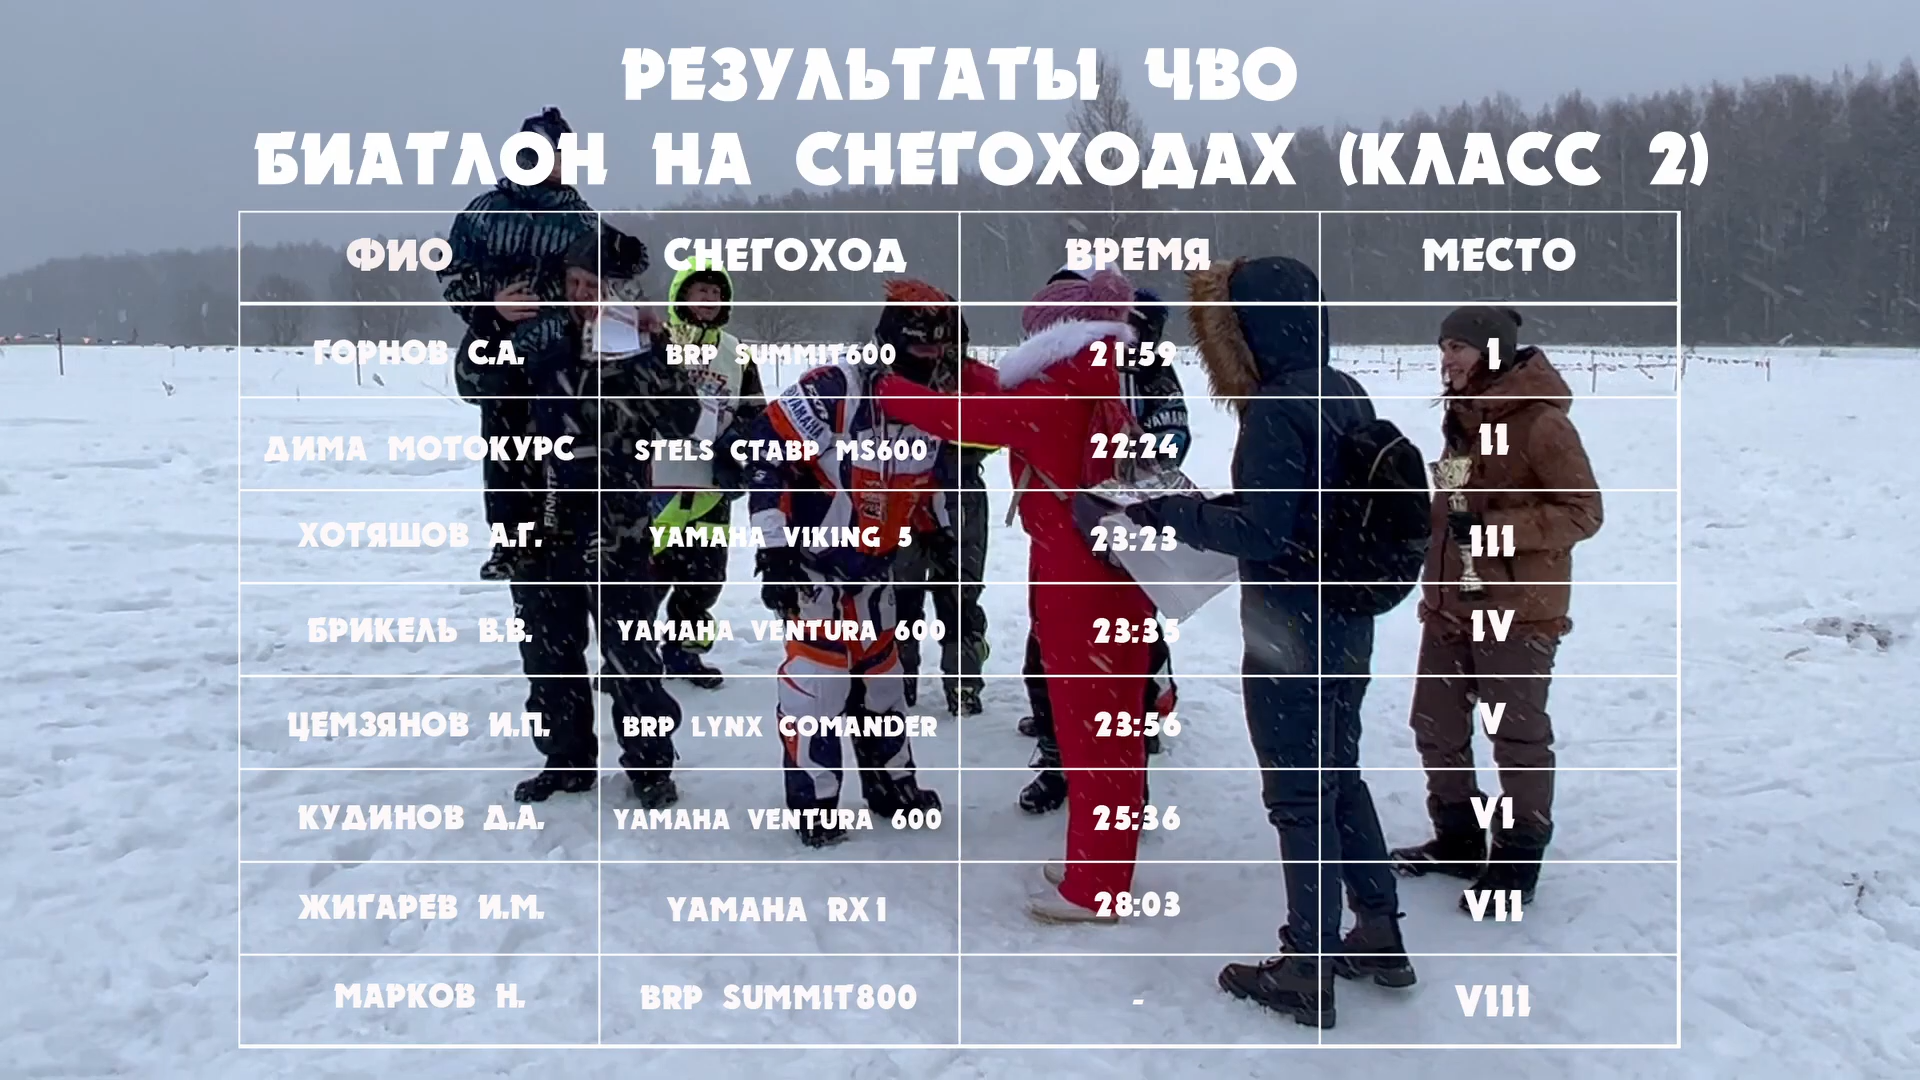 РЕЗУЛЬТАТЫ ЧВО
БИАТЛОН НА СНЕГОХОДАХ (КЛАСС 2)
ФИО СНЕГОХОД ВРЕМЯ МЕСТО
ГОРНОВ С.А. BRP SUMMIT600 21:59 I
ДИМА МОТОКУРС STELS СТАВР MS600 22:24 II
ХОТЯШОВ А.Г. YAMAHA VIKING 5 23:23 III
БРИКЕЛЬ В.В. YAMAHA VENTURA 600 23:35 IV
ЦЕМЗЯНОВ И.П. BRP LYNX COMANDER 23:56 V
КУДИНОВ Д.А. YAMAHA VENTURA 600 25:36 VI
ЖИГАРЕВ И.М. YAMAHA RX1 28:03 VII
МАРКОВ Н. BRP SUMMIT800 - VIII
YAMAHA
YAMAHA